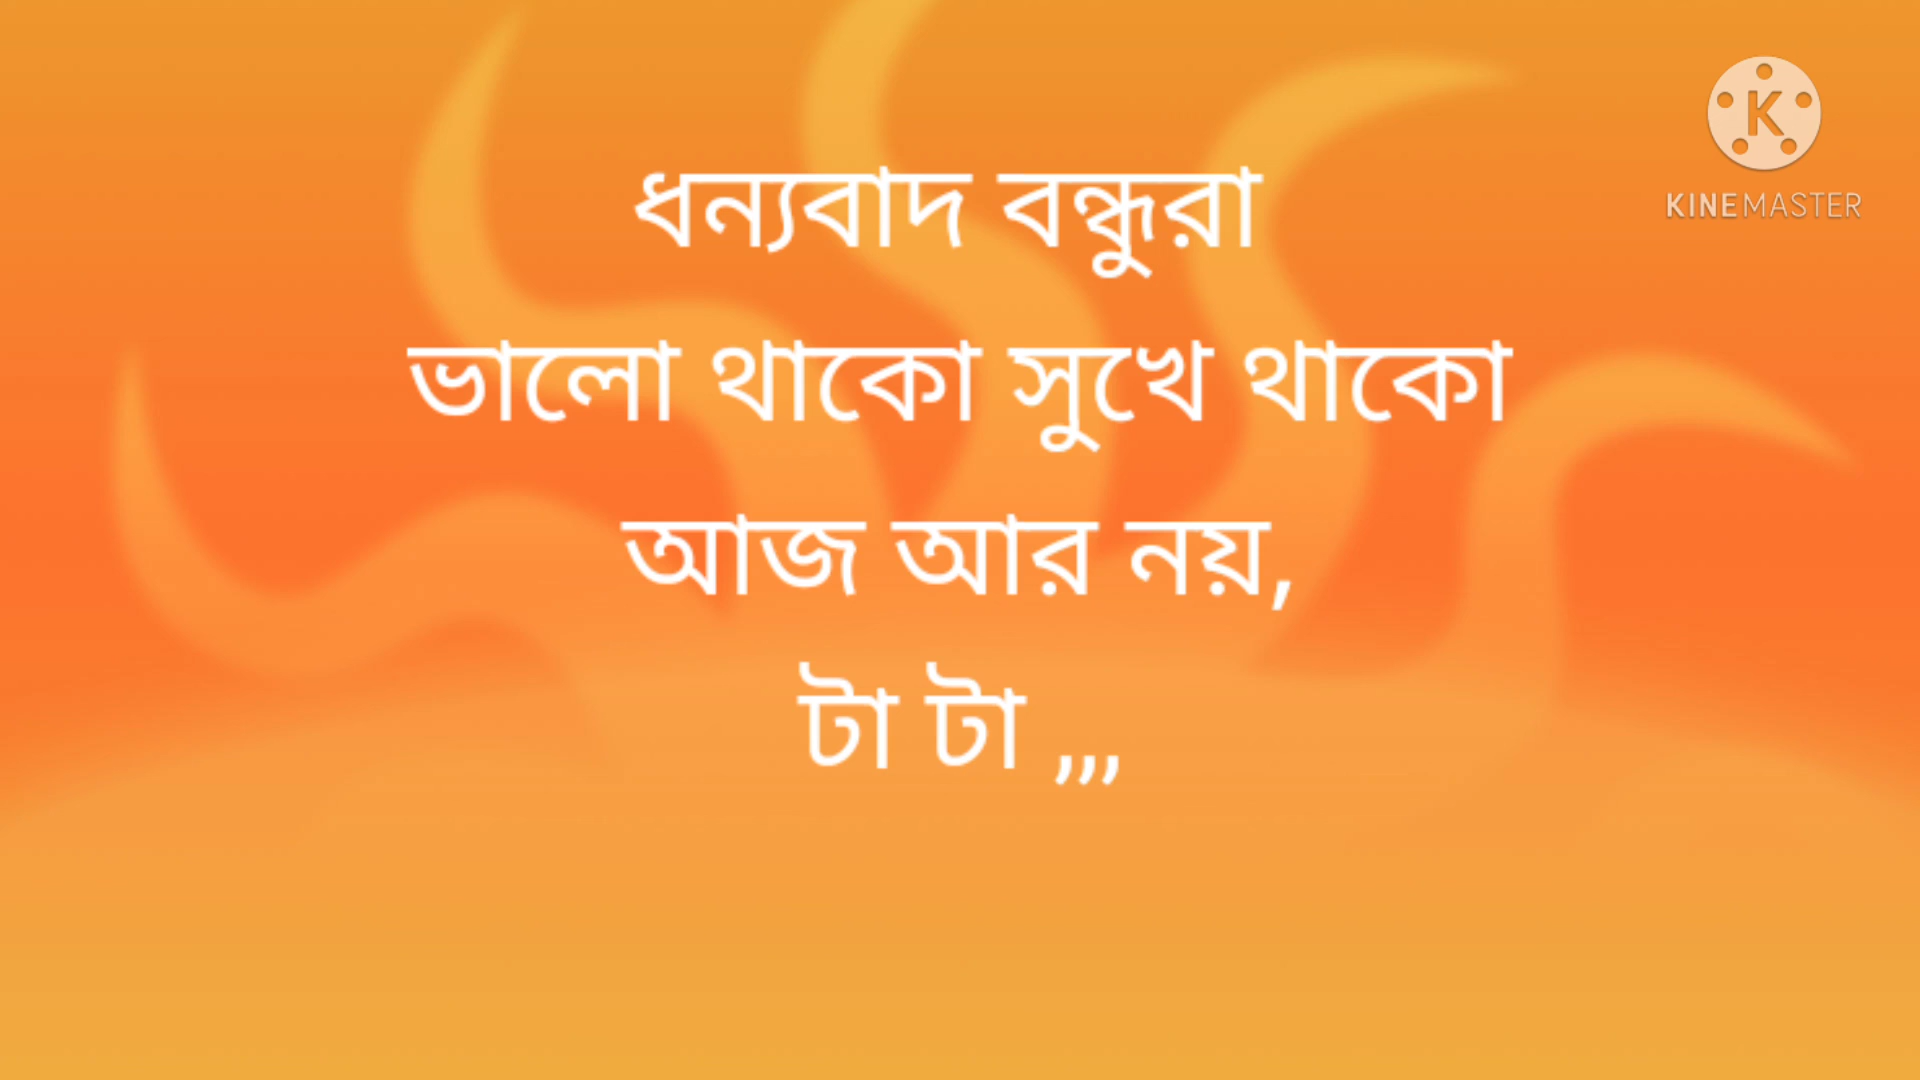 ধন্যবাদ বন্ধুরা
ভালো থাকো সুখে থাকো
আজ আর নয়,
টা টা ,,,
K
KINEMASTER